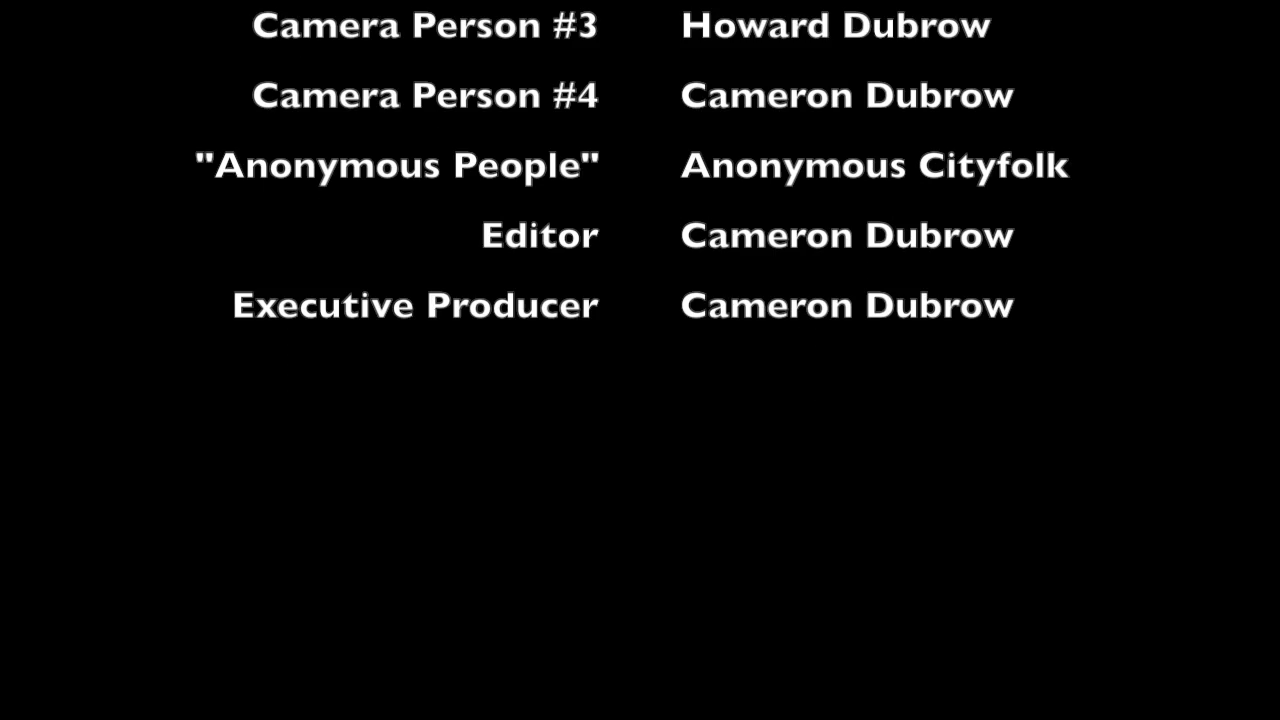 Camera Person #3 Howard Dubrow
Camera Person #4 Cameron Dubrow
"Anonymous People" Anonymous Cityfolk
Editor Cameron Dubrow
Executive Producer Cameron Dubrow